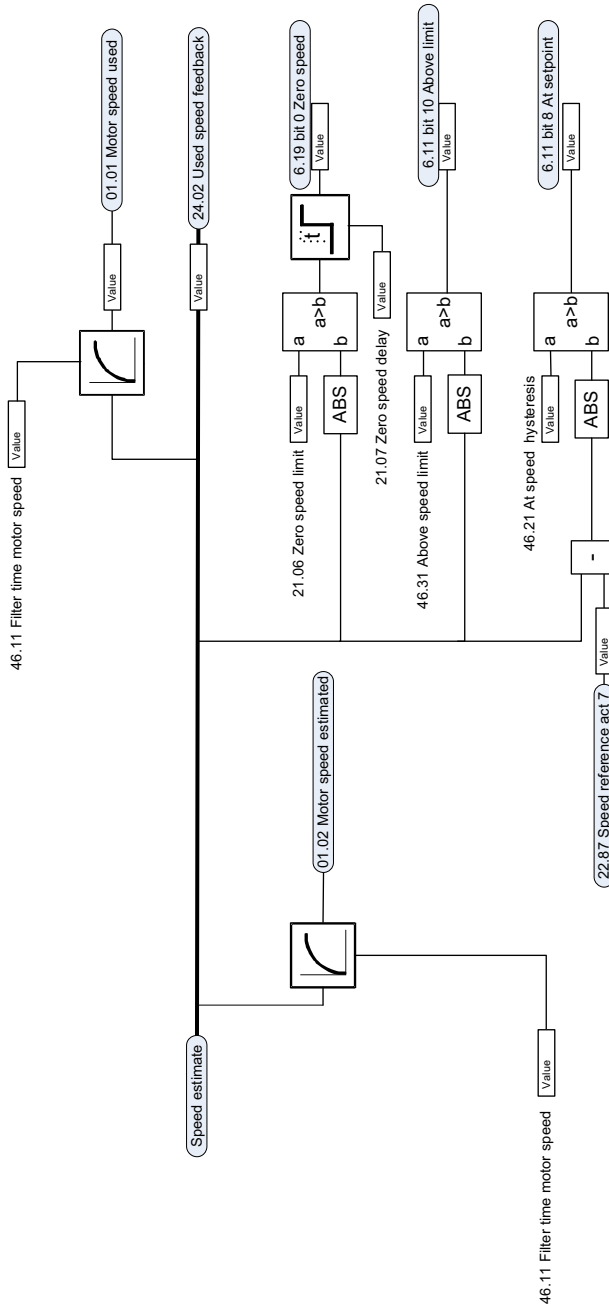 46.11 Filter time motor speed
Value
Value
01.01 Motor speed used
Speed estimate
Value
24.02 Used speed feedback
21.06 Zero speed limit
Value
a
a>b
b
ABS
t
Value
6.19 bit 0 Zero speed
01.02 Motor speed estimated
21.07 Zero speed delay
Value
46.31 Above speed limit
Value
a
a>b
b
ABS
Value
6.11 bit 10 Above limit
46.11 Filter time motor speed
Value
46.21 At speed hysteresis
Value
a
a>b
b
ABS
Value
6.11 bit 8 At setpoint
-
22.87 Speed reference act 7
Value